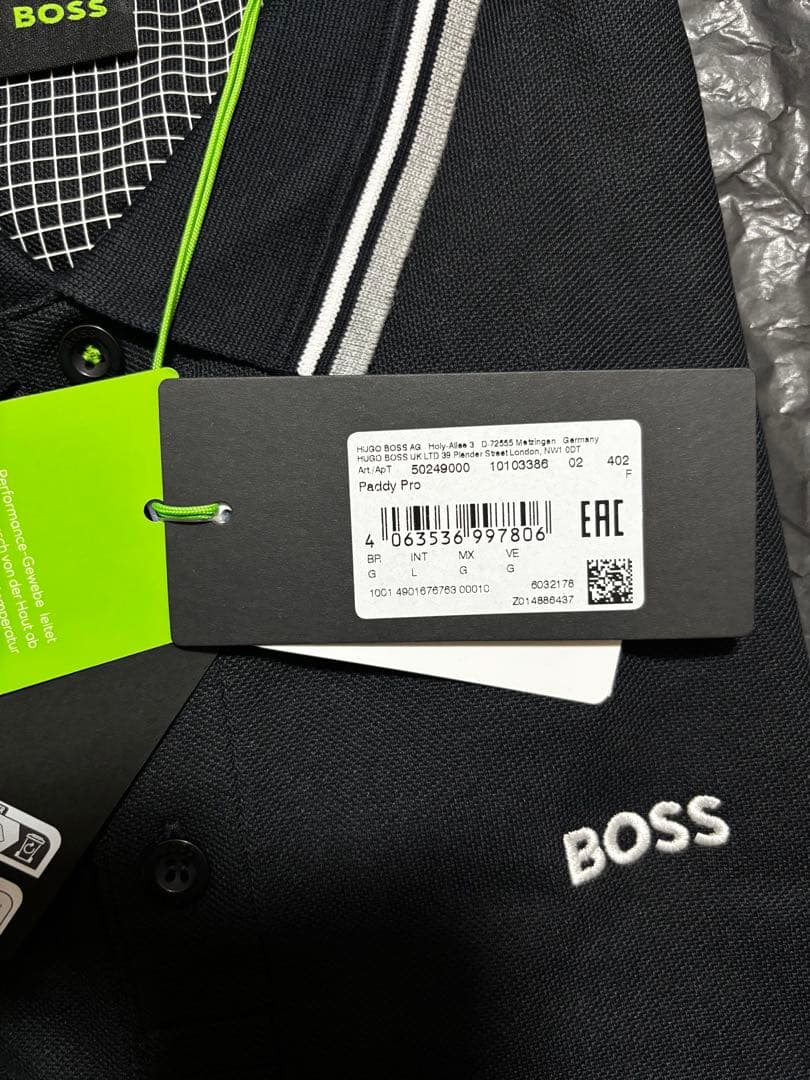 BOSS
Performance-Gewebe leitet
von der Haut ab
HUGO BOSS AG Holy-Allee 3 D-72555 Metzingen Germany
HUGO BOSS UK LTD 39 Plender Street London, NW1 0DT
Art./ApT 50249000 10103386 02 402
F
Paddy Pro
4 063536 997806
EAC
BR INT MX VE
G L G G
1001 4901676763 00010
6032178
Z014886437
BOSS